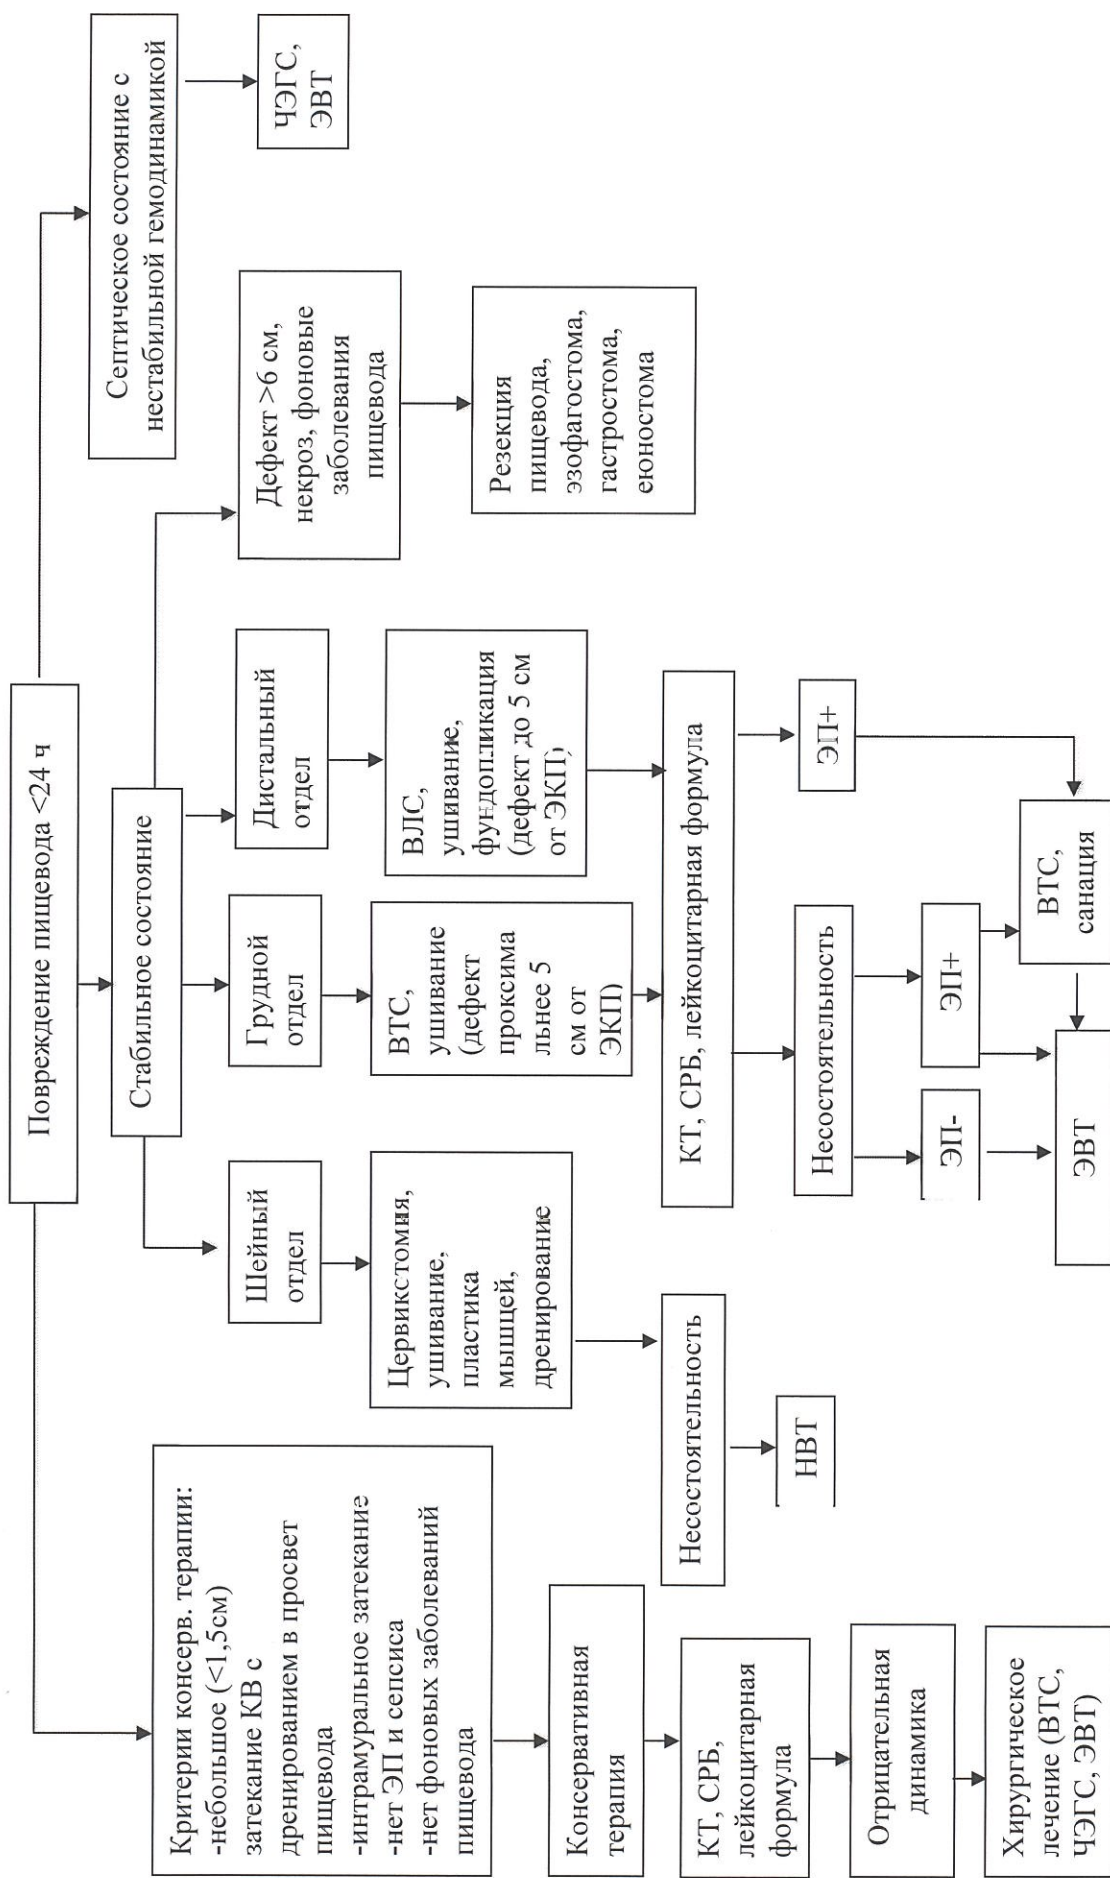 Повреждение пищевода <24 ч
Критерии консерв. терапии:
-небольшое (<1,5см)
затекание КВ с
дренированием в просвет
пищевода
-интрамуральное затекание
-нет ЭП и сепсиса
-нет фоновых заболеваний
пищевода
Консервативная
терапия
КТ, СРБ,
лейкоцитарная
формула
Отрицательная
динамика
Хирургическое
лечение (ВТС,
ЧЭГС, ЭВТ)
Стабильное состояние
Шейный
отдел
Цервикстомия,
ушивание,
пластика
мышцей,
дренирование
Несостоятельность
НВТ
Грудной
отдел
ВТС,
ушивание
(дефект
проксима
льнее 5
см от
ЭКП)
Дистальный
отдел
ВЛС,
ушивание,
фундопликация
(дефект до 5 см
от ЭКП)
КТ, СРБ, лейкоцитарная формула
Несостоятельность
ЭП-
ЭП+
ЭП+
ВТС,
санация
ЭВТ
Дефект >6 см,
некроз, фоновые
заболевания
пищевода
Резекция
пищевода,
эзофагостома,
гастростома,
еюностома
Септическое состояние с
нестабильной гемодинамикой
ЧЭГС,
ЭВТ